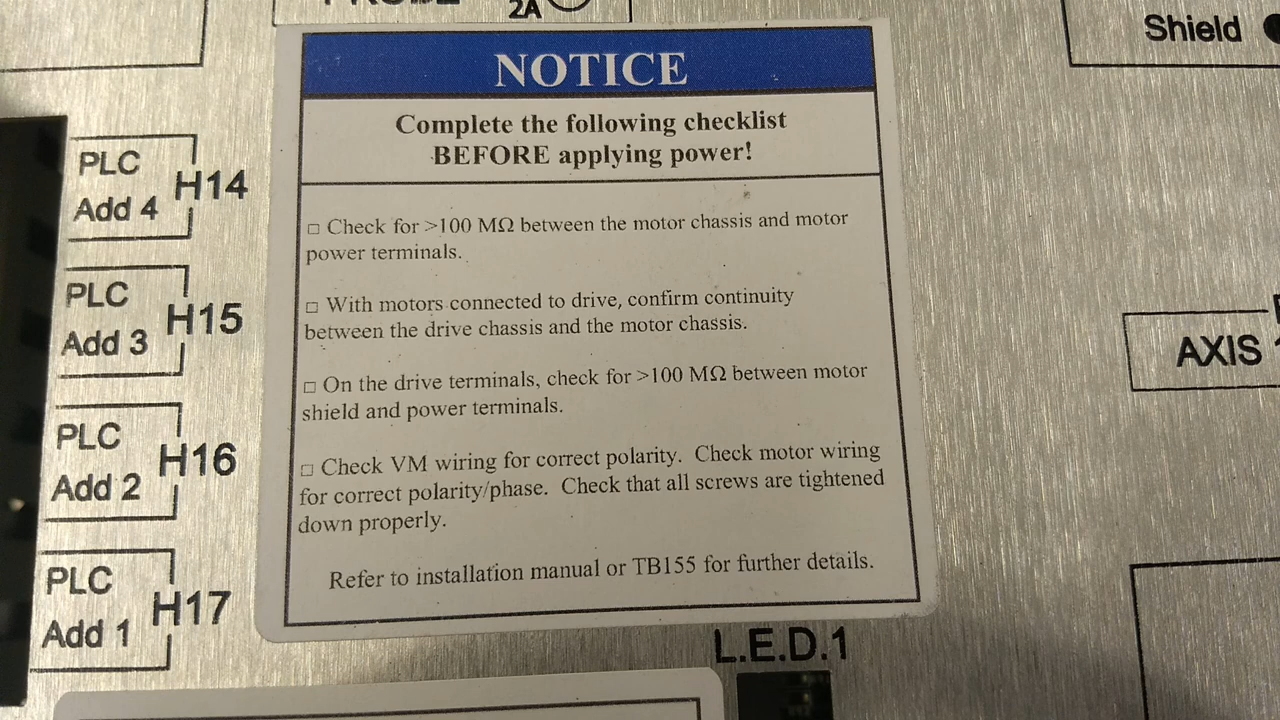 2A
Shield
NOTICE
Complete the following checklist
BEFORE applying power!
□ Check for >100 MΩ between the motor chassis and motor
power terminals.
□ With motors connected to drive, confirm continuity
between the drive chassis and the motor chassis.
□ On the drive terminals, check for >100 MΩ between motor
shield and power terminals.
□ Check VM wiring for correct polarity. Check motor wiring
for correct polarity/phase. Check that all screws are tightened
down properly.
Refer to installation manual or TB155 for further details.
PLC
Add 4
H14
PLC
Add 3
H15
PLC
Add 2
H16
PLC
Add 1
H17
AXIS
L.E.D.1